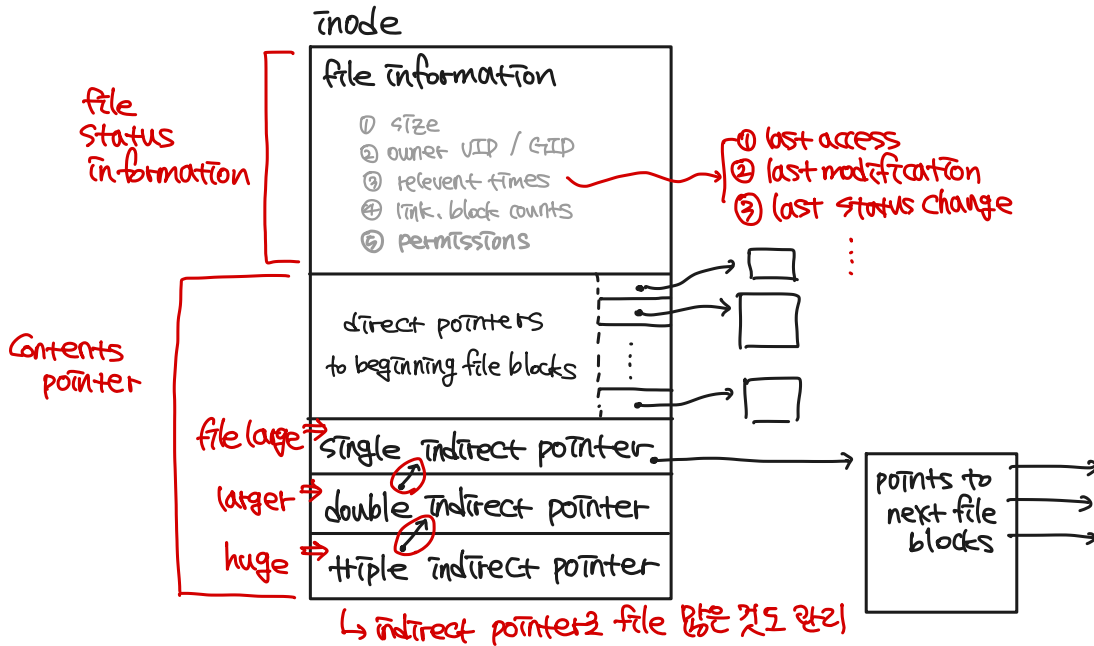 inode
file information
① size
② owner UID / GID
③ relevent times
④ link. block counts
⑤ permissions
file
status
information
① last access
② last modification
③ last status change
direct pointers
to beginning file blocks
Contents
pointer
file large ⇒
single indirect pointer
larger ⇒
double indirect pointer
huge ⇒
triple indirect pointer
points to
next file
blocks
↳ indirect pointer로 file 많은 것도 관리